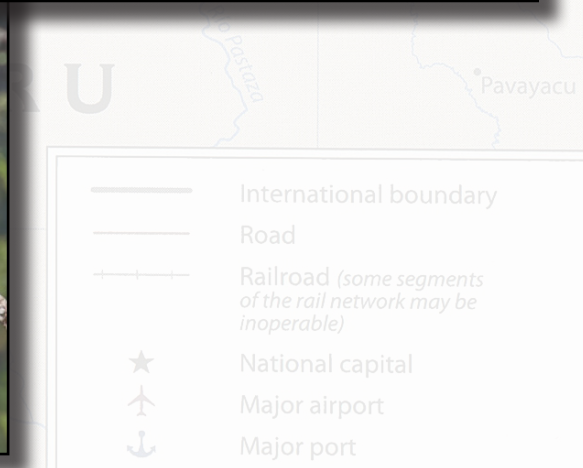 Rio Pastaza
R U
Pavayacu
International boundary
Road
Railroad (some segments
of the rail network may be
inoperable)
National capital
Major airport
Major port